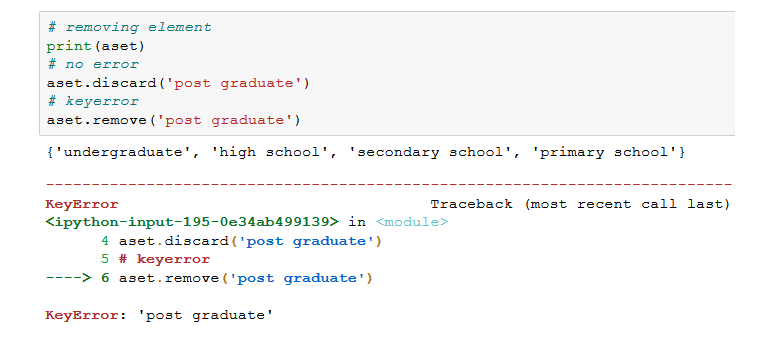 # removing element
print(aset)
# no error
aset.discard('post graduate')
# keyerror
aset.remove('post graduate')
{'undergraduate', 'high school', 'secondary school', 'primary school'}
---------------------------------------------------------------------------
KeyError                                  Traceback (most recent call last)
<ipython-input-195-0e34ab499139> in <module>
      4 aset.discard('post graduate')
      5 # keyerror
----> 6 aset.remove('post graduate')
KeyError: 'post graduate'